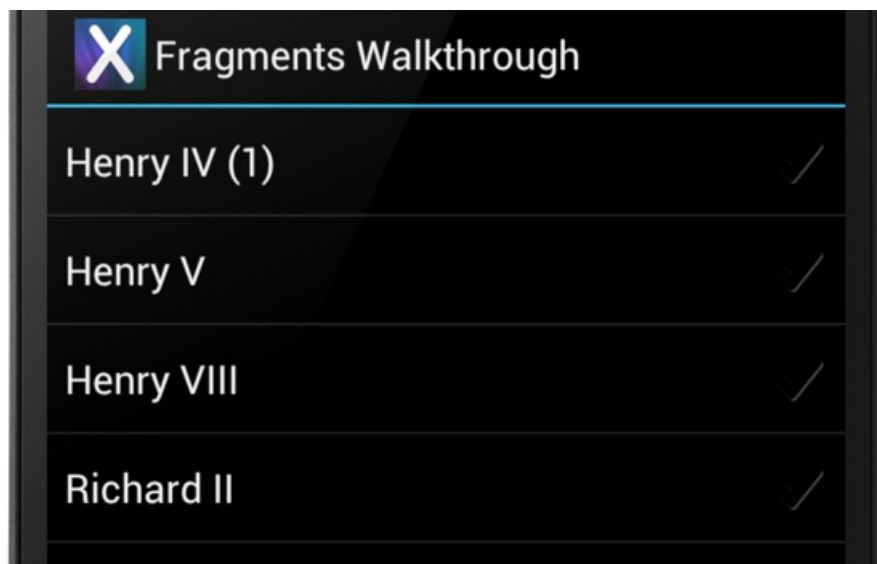 X Fragments Walkthrough
Henry IV (1)
Henry V
Henry VIII
Richard II